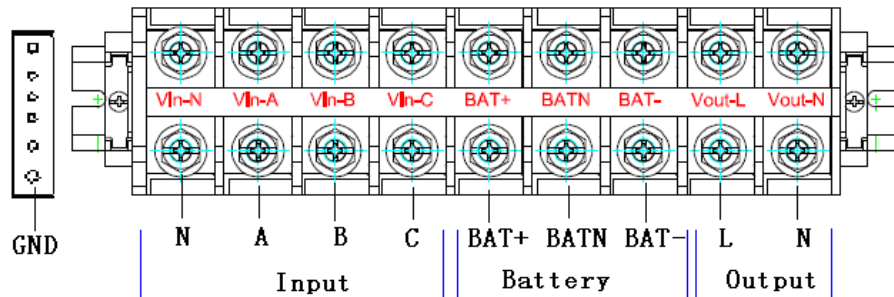 VIn-N VIn-A VIn-B VIn-C BAT+ BATN BAT- Vout-L Vout-N
GND N A B C BAT+ BATN BAT- L N
Input Battery Output